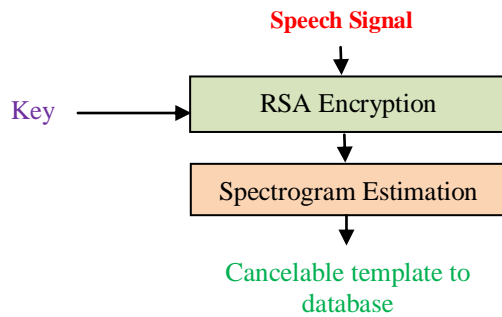 Speech Signal
Key
RSA Encryption
Spectrogram Estimation
Cancelable template to
database